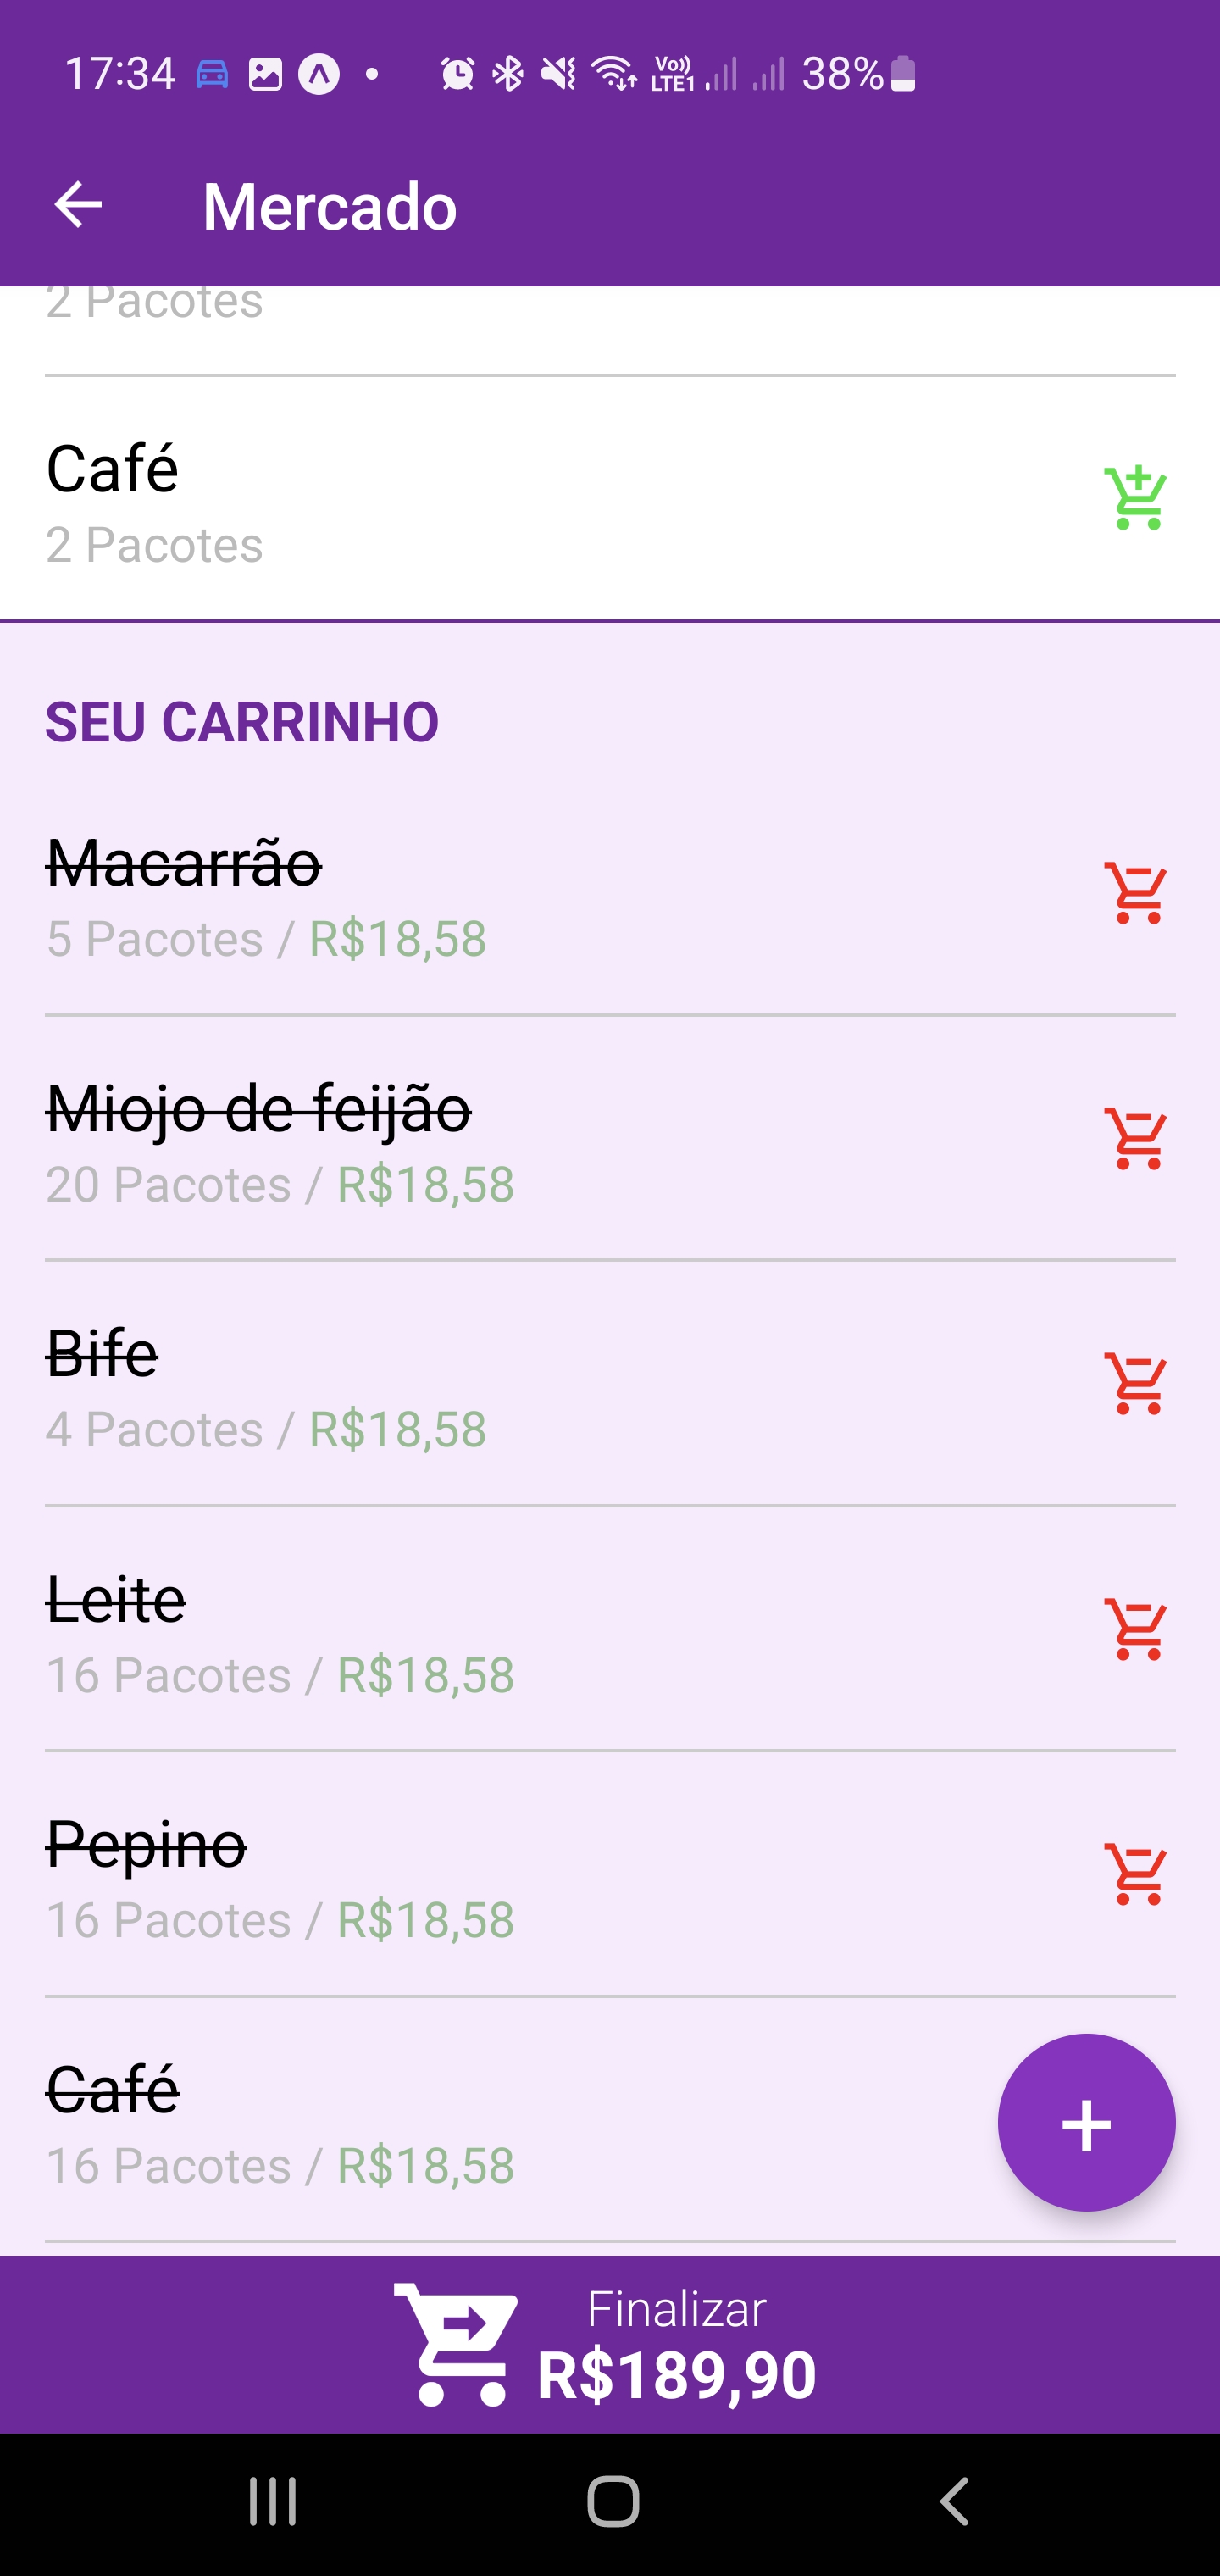 17:34
Vo))
LTE1
38%
Mercado
2 Pacotes
Café
2 Pacotes
SEU CARRINHO
Macarrão
5 Pacotes / R$18,58
Miojo de feijão
20 Pacotes / R$18,58
Bife
4 Pacotes / R$18,58
Leite
16 Pacotes / R$18,58
Pepino
16 Pacotes / R$18,58
Café
16 Pacotes / R$18,58
+
Finalizar
R$189,90